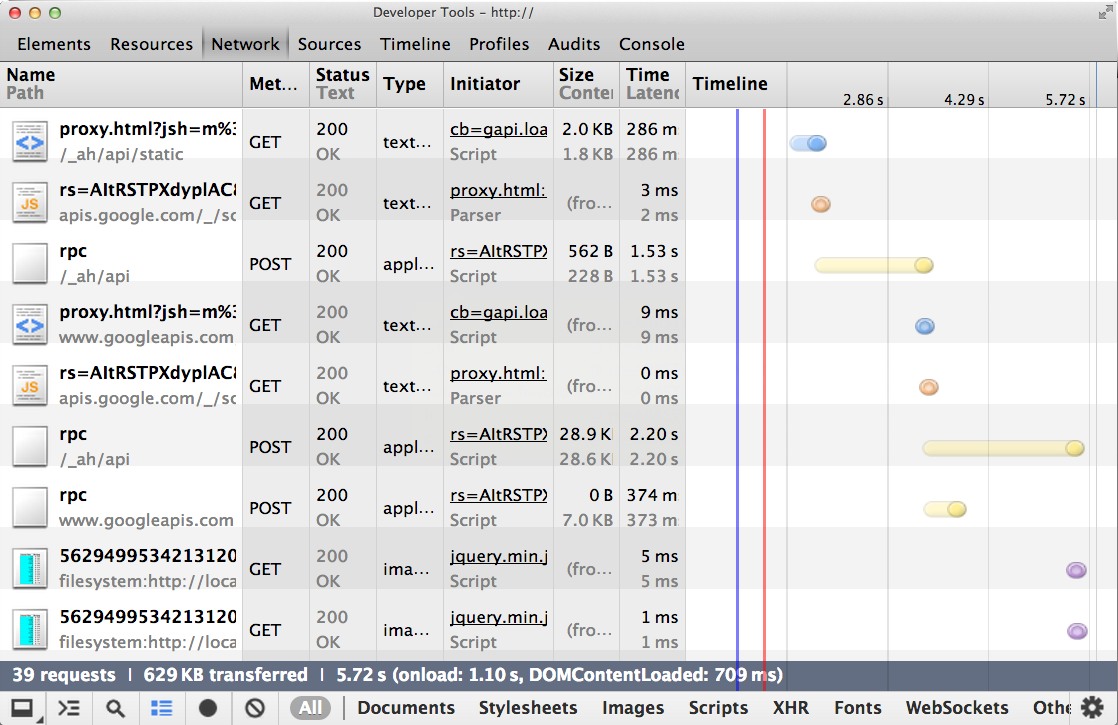 Developer Tools - http://
Elements Resources Network Sources Timeline Profiles Audits Console
Name Path Met... Status Text Type Initiator Size Conter Time Latenc Timeline 2.86 s 4.29 s 5.72 s
proxy.html?jsh=m%3 GET 200 text... cb=gapi.loa 2.0 KB 286 m
/_ah/api/static OK Script 1.8 KB 286 m
rs=AItRSTPXdyplAC8 GET 200 text... proxy.html: (fro... 3 ms
apis.google.com/_/sc OK Parser 2 ms
rpc POST 200 appl... rs=AItRSTPX 562 B 1.53 s
/_ah/api OK Script 228 B 1.53 s
proxy.html?jsh=m%3 GET 200 text... cb=gapi.loa (fro... 9 ms
www.googleapis.com OK Script 9 ms
rs=AItRSTPXdyplAC8 GET 200 text... proxy.html: (fro... 0 ms
apis.google.com/_/sc OK Parser 0 ms
rpc POST 200 appl... rs=AItRSTPX 28.9 K 2.20 s
/_ah/api OK Script 28.6 K 2.20 s
rpc POST 200 appl... rs=AItRSTPX 0 B 374 m
www.googleapis.com OK Script 7.0 KB 373 m
5629499534213120 GET 200 ima... jquery.min.j (fro... 5 ms
filesystem:http://loca OK Script 5 ms
5629499534213120 GET 200 ima... jquery.min.j (fro... 1 ms
filesystem:http://loca OK Script 1 ms
39 requests | 629 KB transferred | 5.72 s (onload: 1.10 s, DOMContentLoaded: 709 ms)
All Documents Stylesheets Images Scripts XHR Fonts WebSockets Othe